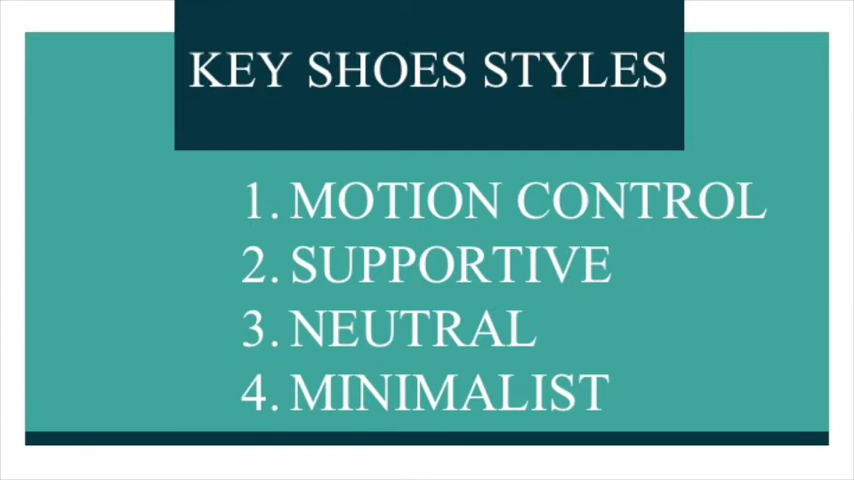 KEY SHOES STYLES
1. MOTION CONTROL
2. SUPPORTIVE
3. NEUTRAL
4. MINIMALIST